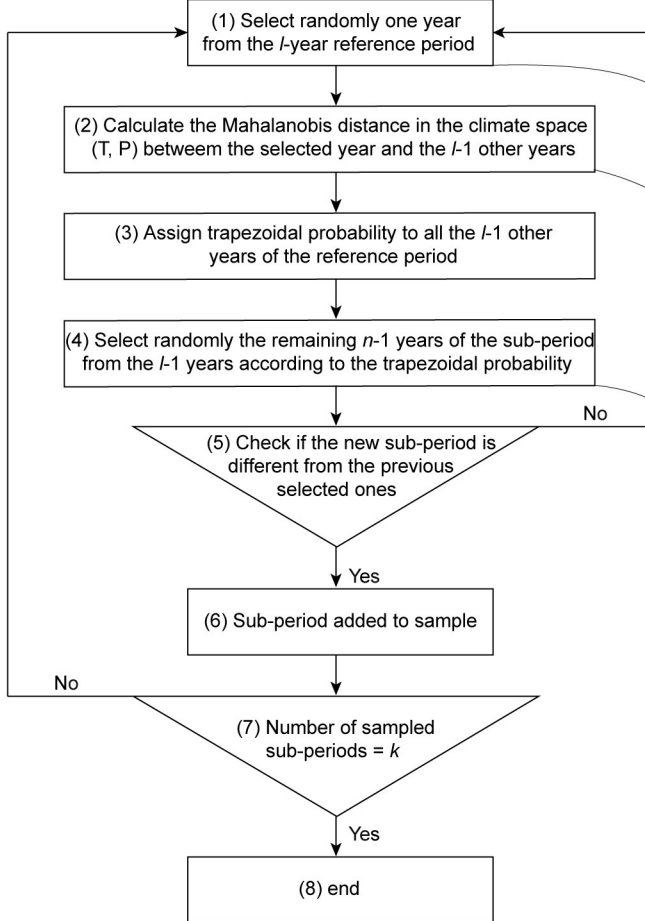 (1) Select randomly one year
from the l-year reference period
(2) Calculate the Mahalanobis distance in the climate space
(T, P) betweem the selected year and the l-1 other years
(3) Assign trapezoidal probability to all the l-1 other
years of the reference period
(4) Select randomly the remaining n-1 years of the sub-period
from the l-1 years according to the trapezoidal probability
No
(5) Check if the new sub-period is
different from the previous
selected ones
Yes
(6) Sub-period added to sample
No
(7) Number of sampled
sub-periods = k
Yes
(8) end